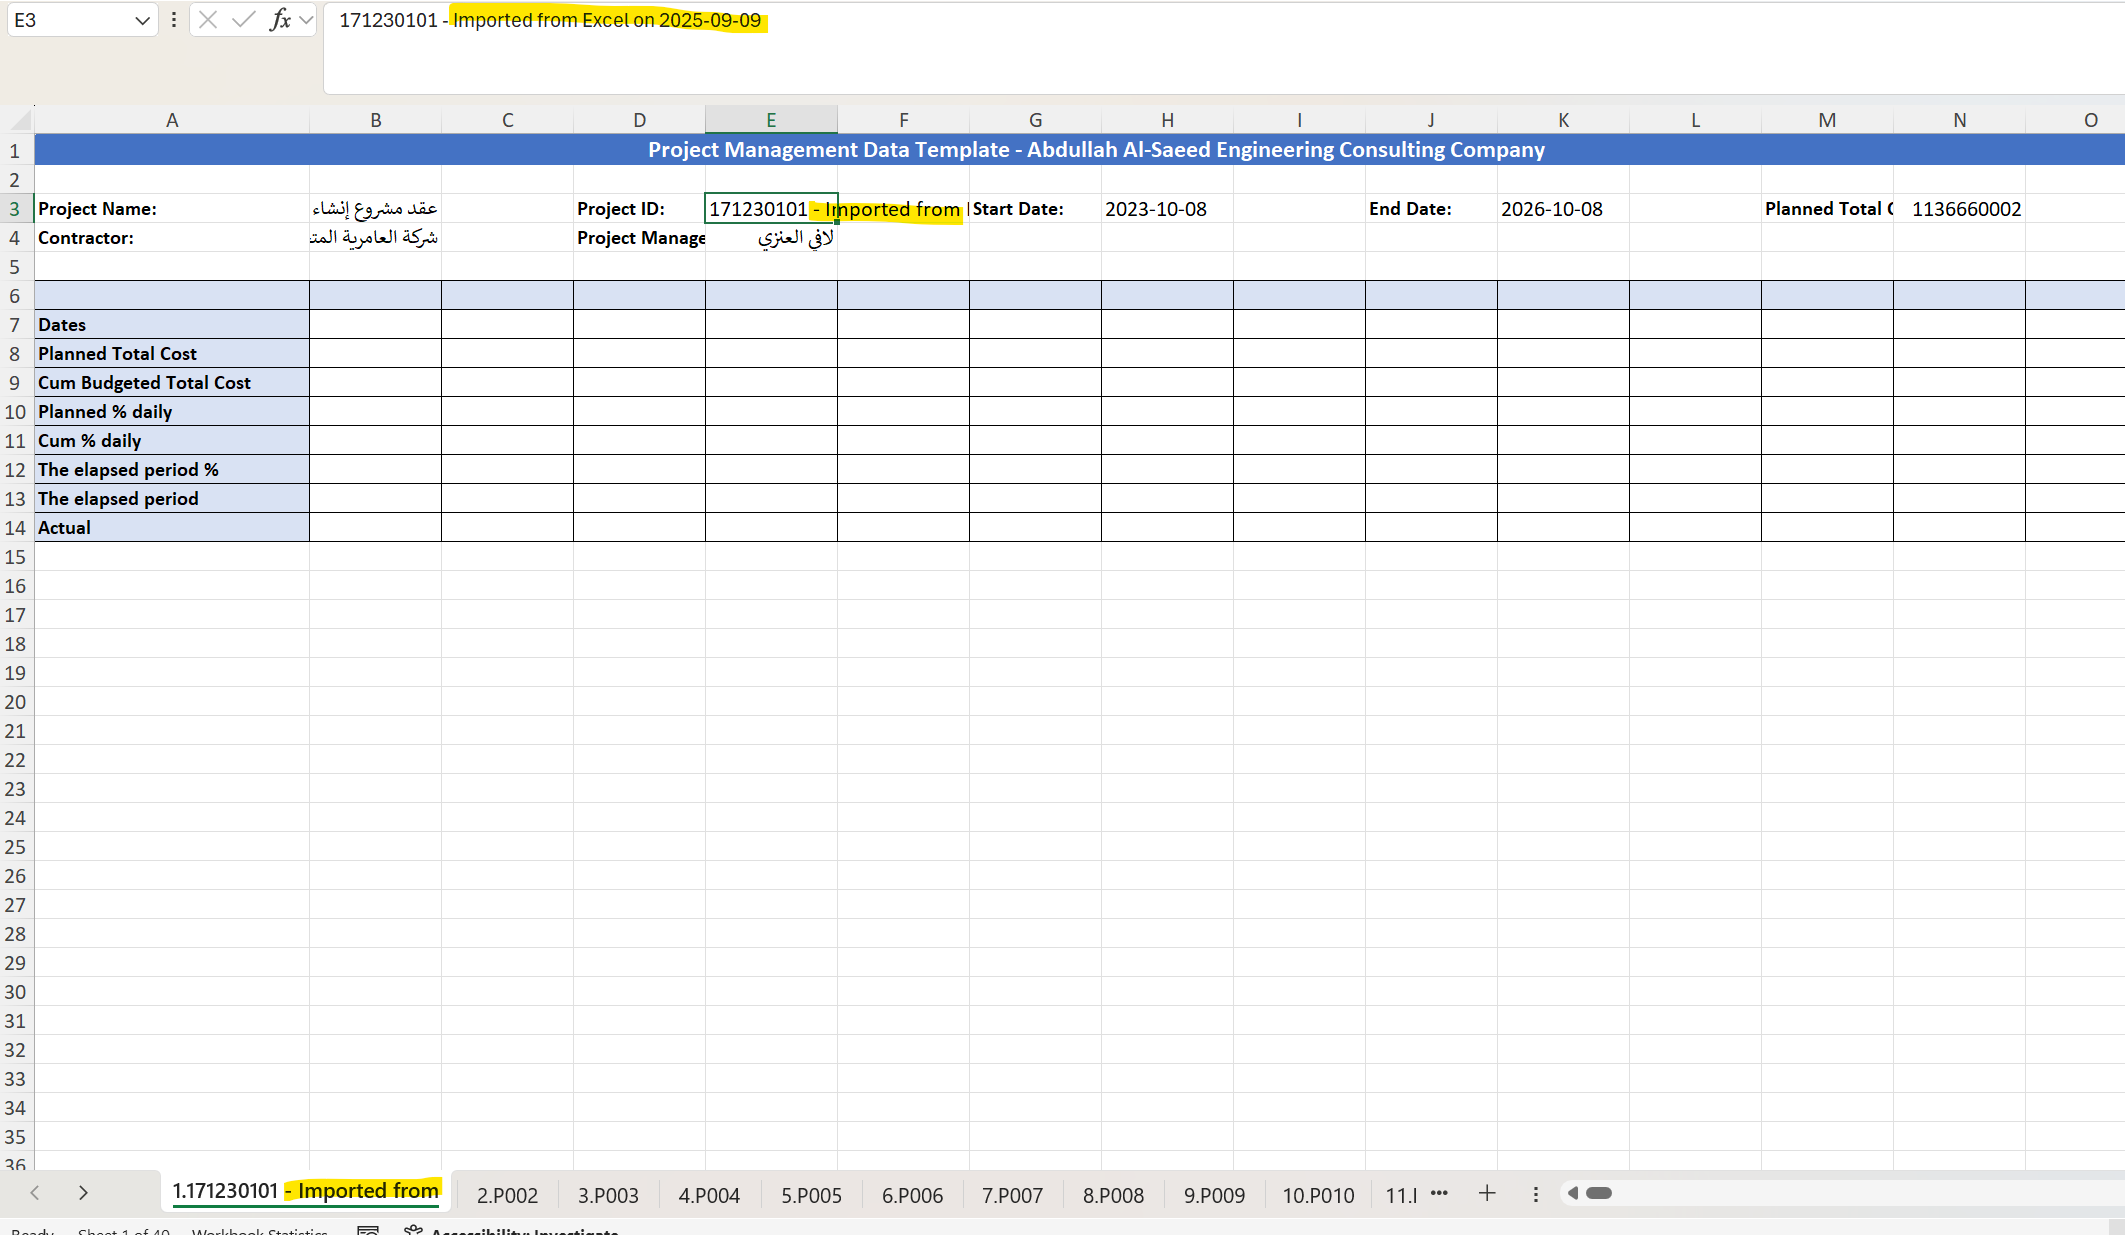 E3
fx
171230101 - Imported from Excel on 2025-09-09
A B C D E F G H I J K L M N O
1 Project Management Data Template - Abdullah Al-Saeed Engineering Consulting Company
2
3 Project Name: عقد مشروع إنشاء Project ID: 171230101 - Imported from Start Date: 2023-10-08 End Date: 2026-10-08 Planned Total 1136660002
4 Contractor: شركة العامرية Project Manage لافي العنزي
5
6
7 Dates
8 Planned Total Cost
9 Cum Budgeted Total Cost
10 Planned % daily
11 Cum % daily
12 The elapsed period %
13 The elapsed period
14 Actual
15
16
17
18
19
20
21
22
23
24
25
26
27
28
29
30
31
32
33
34
35
36
1.171230101 - Imported from 2.P002 3.P003 4.P004 5.P005 6.P006 7.P007 8.P008 9.P009 10.P010 11.
Ready Sheet 1 of 40 Workbook Statistics Accessibility: Investigate